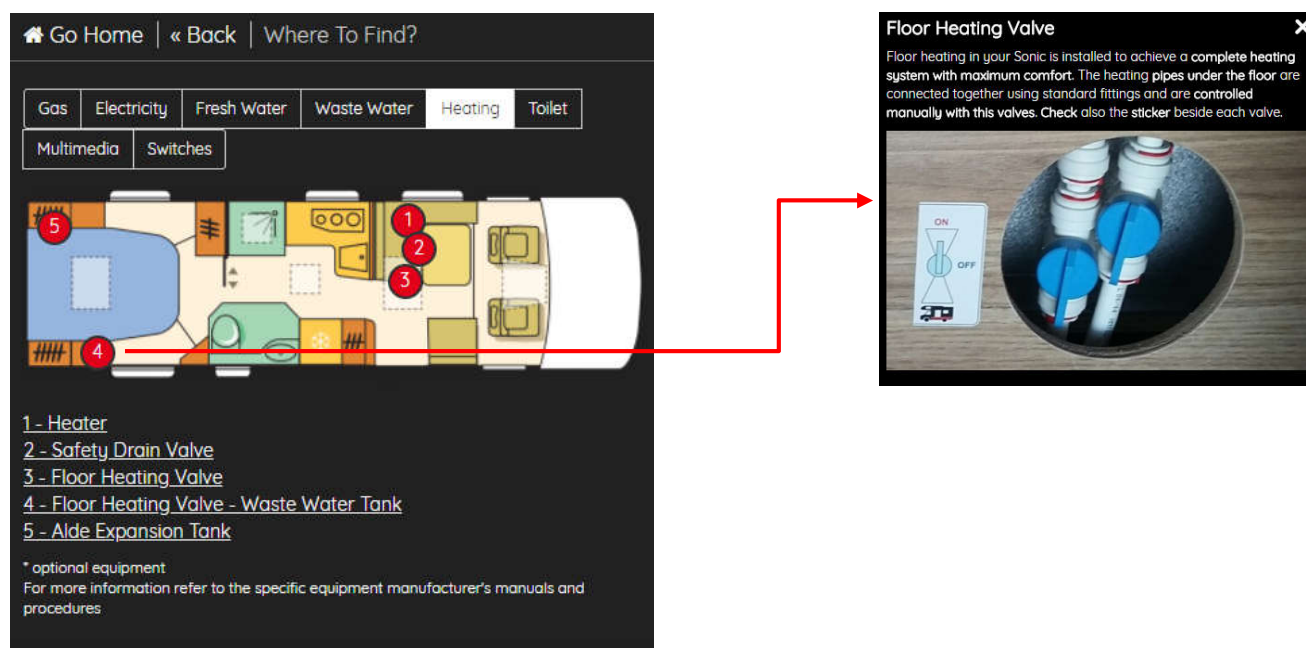 Go Home | « Back | Where To Find?
Gas Electricity Fresh Water Waste Water Heating Toilet
Multimedia Switches
5
1
2
3
4
1 - Heater
2 - Safety Drain Valve
3 - Floor Heating Valve
4 - Floor Heating Valve - Waste Water Tank
5 - Alde Expansion Tank
* optional equipment
For more information refer to the specific equipment manufacturer's manuals and
procedures
Floor Heating Valve
Floor heating in your Sonic is installed to achieve a complete heating
system with maximum comfort. The heating pipes under the floor are
connected together using standard fittings and are controlled
manually with this valves. Check also the sticker beside each valve.
ON
OFF